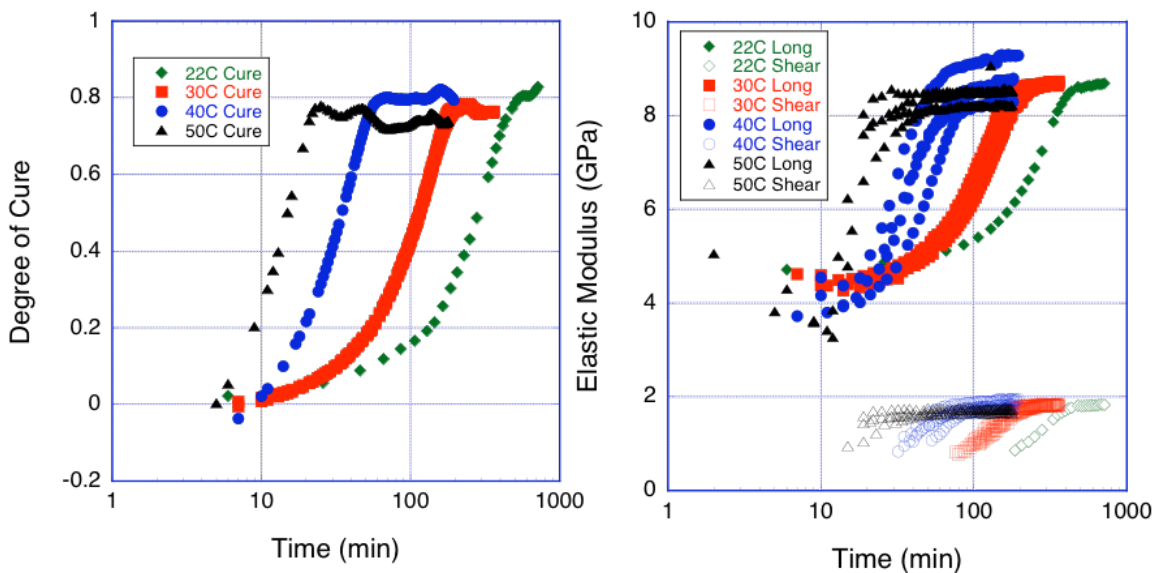 1
0.8
0.6
0.4
0.2
0
-0.2
Degree of Cure
22C Cure
30C Cure
40C Cure
50C Cure
1
10
100
1000
Time (min)
10
8
6
4
2
0
Elastic Modulus (GPa)
22C Long
22C Shear
30C Long
30C Shear
40C Long
40C Shear
50C Long
50C Shear
1
10
100
1000
Time (min)